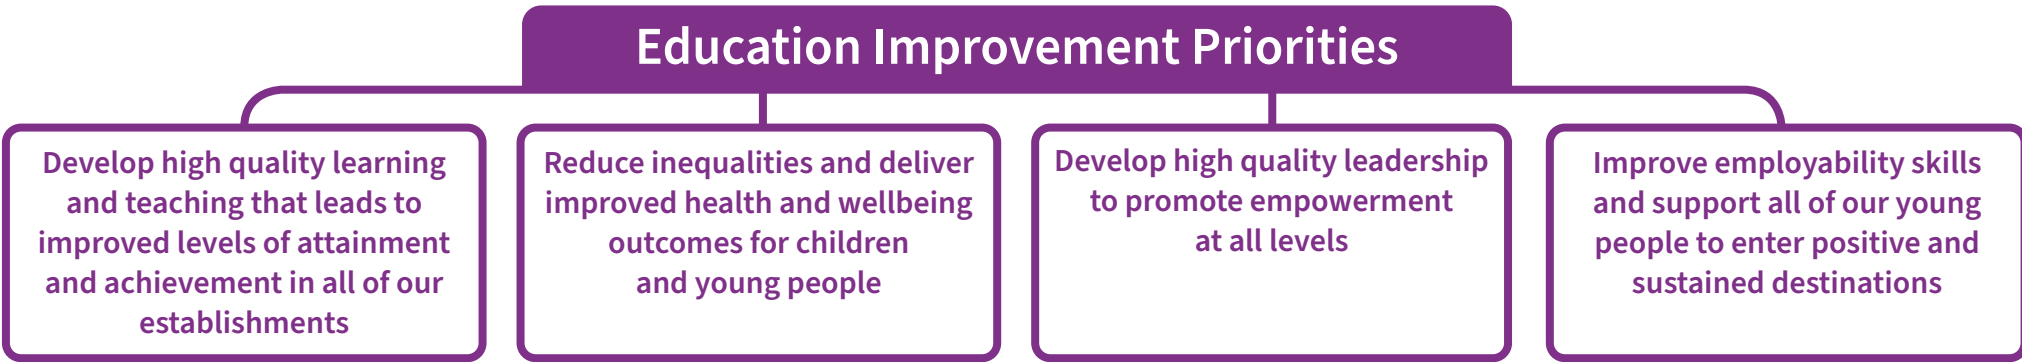 Education Improvement Priorities
Develop high quality learning
and teaching that leads to
improved levels of attainment
and achievement in all of our
establishments
Reduce inequalities and deliver
improved health and wellbeing
outcomes for children
and young people
Develop high quality leadership
to promote empowerment
at all levels
Improve employability skills
and support all of our young
people to enter positive and
sustained destinations